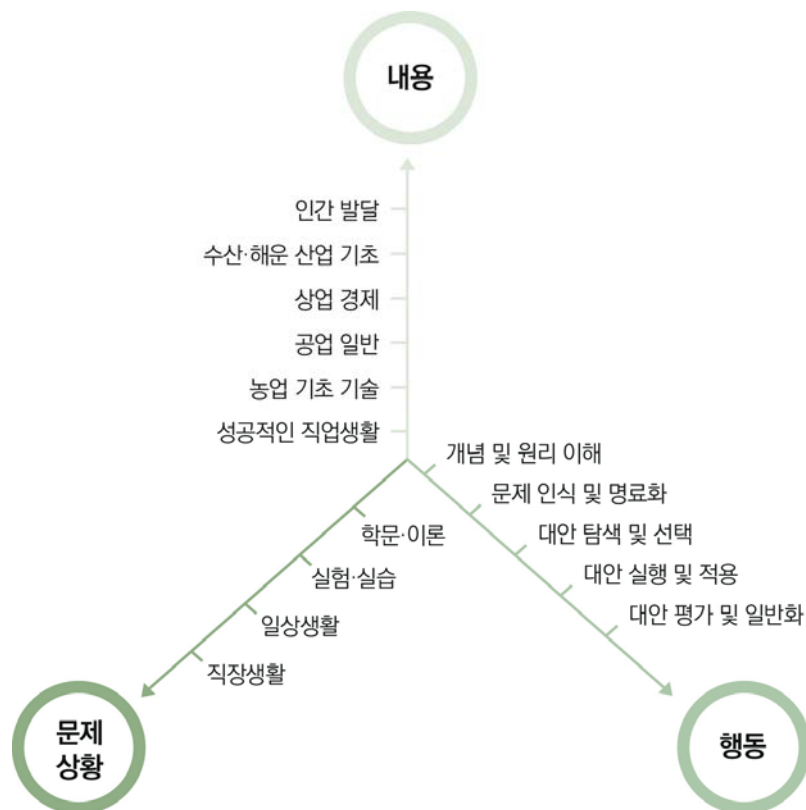 내용
인간 발달
수산·해운 산업 기초
상업 경제
공업 일반
농업 기초 기술
성공적인 직업생활
개념 및 원리 이해
문제 인식 및 명료화
대안 탐색 및 선택
대안 실행 및 적용
대안 평가 및 일반화
학문·이론
실험·실습
일상생활
직장생활
문제
상황
행동